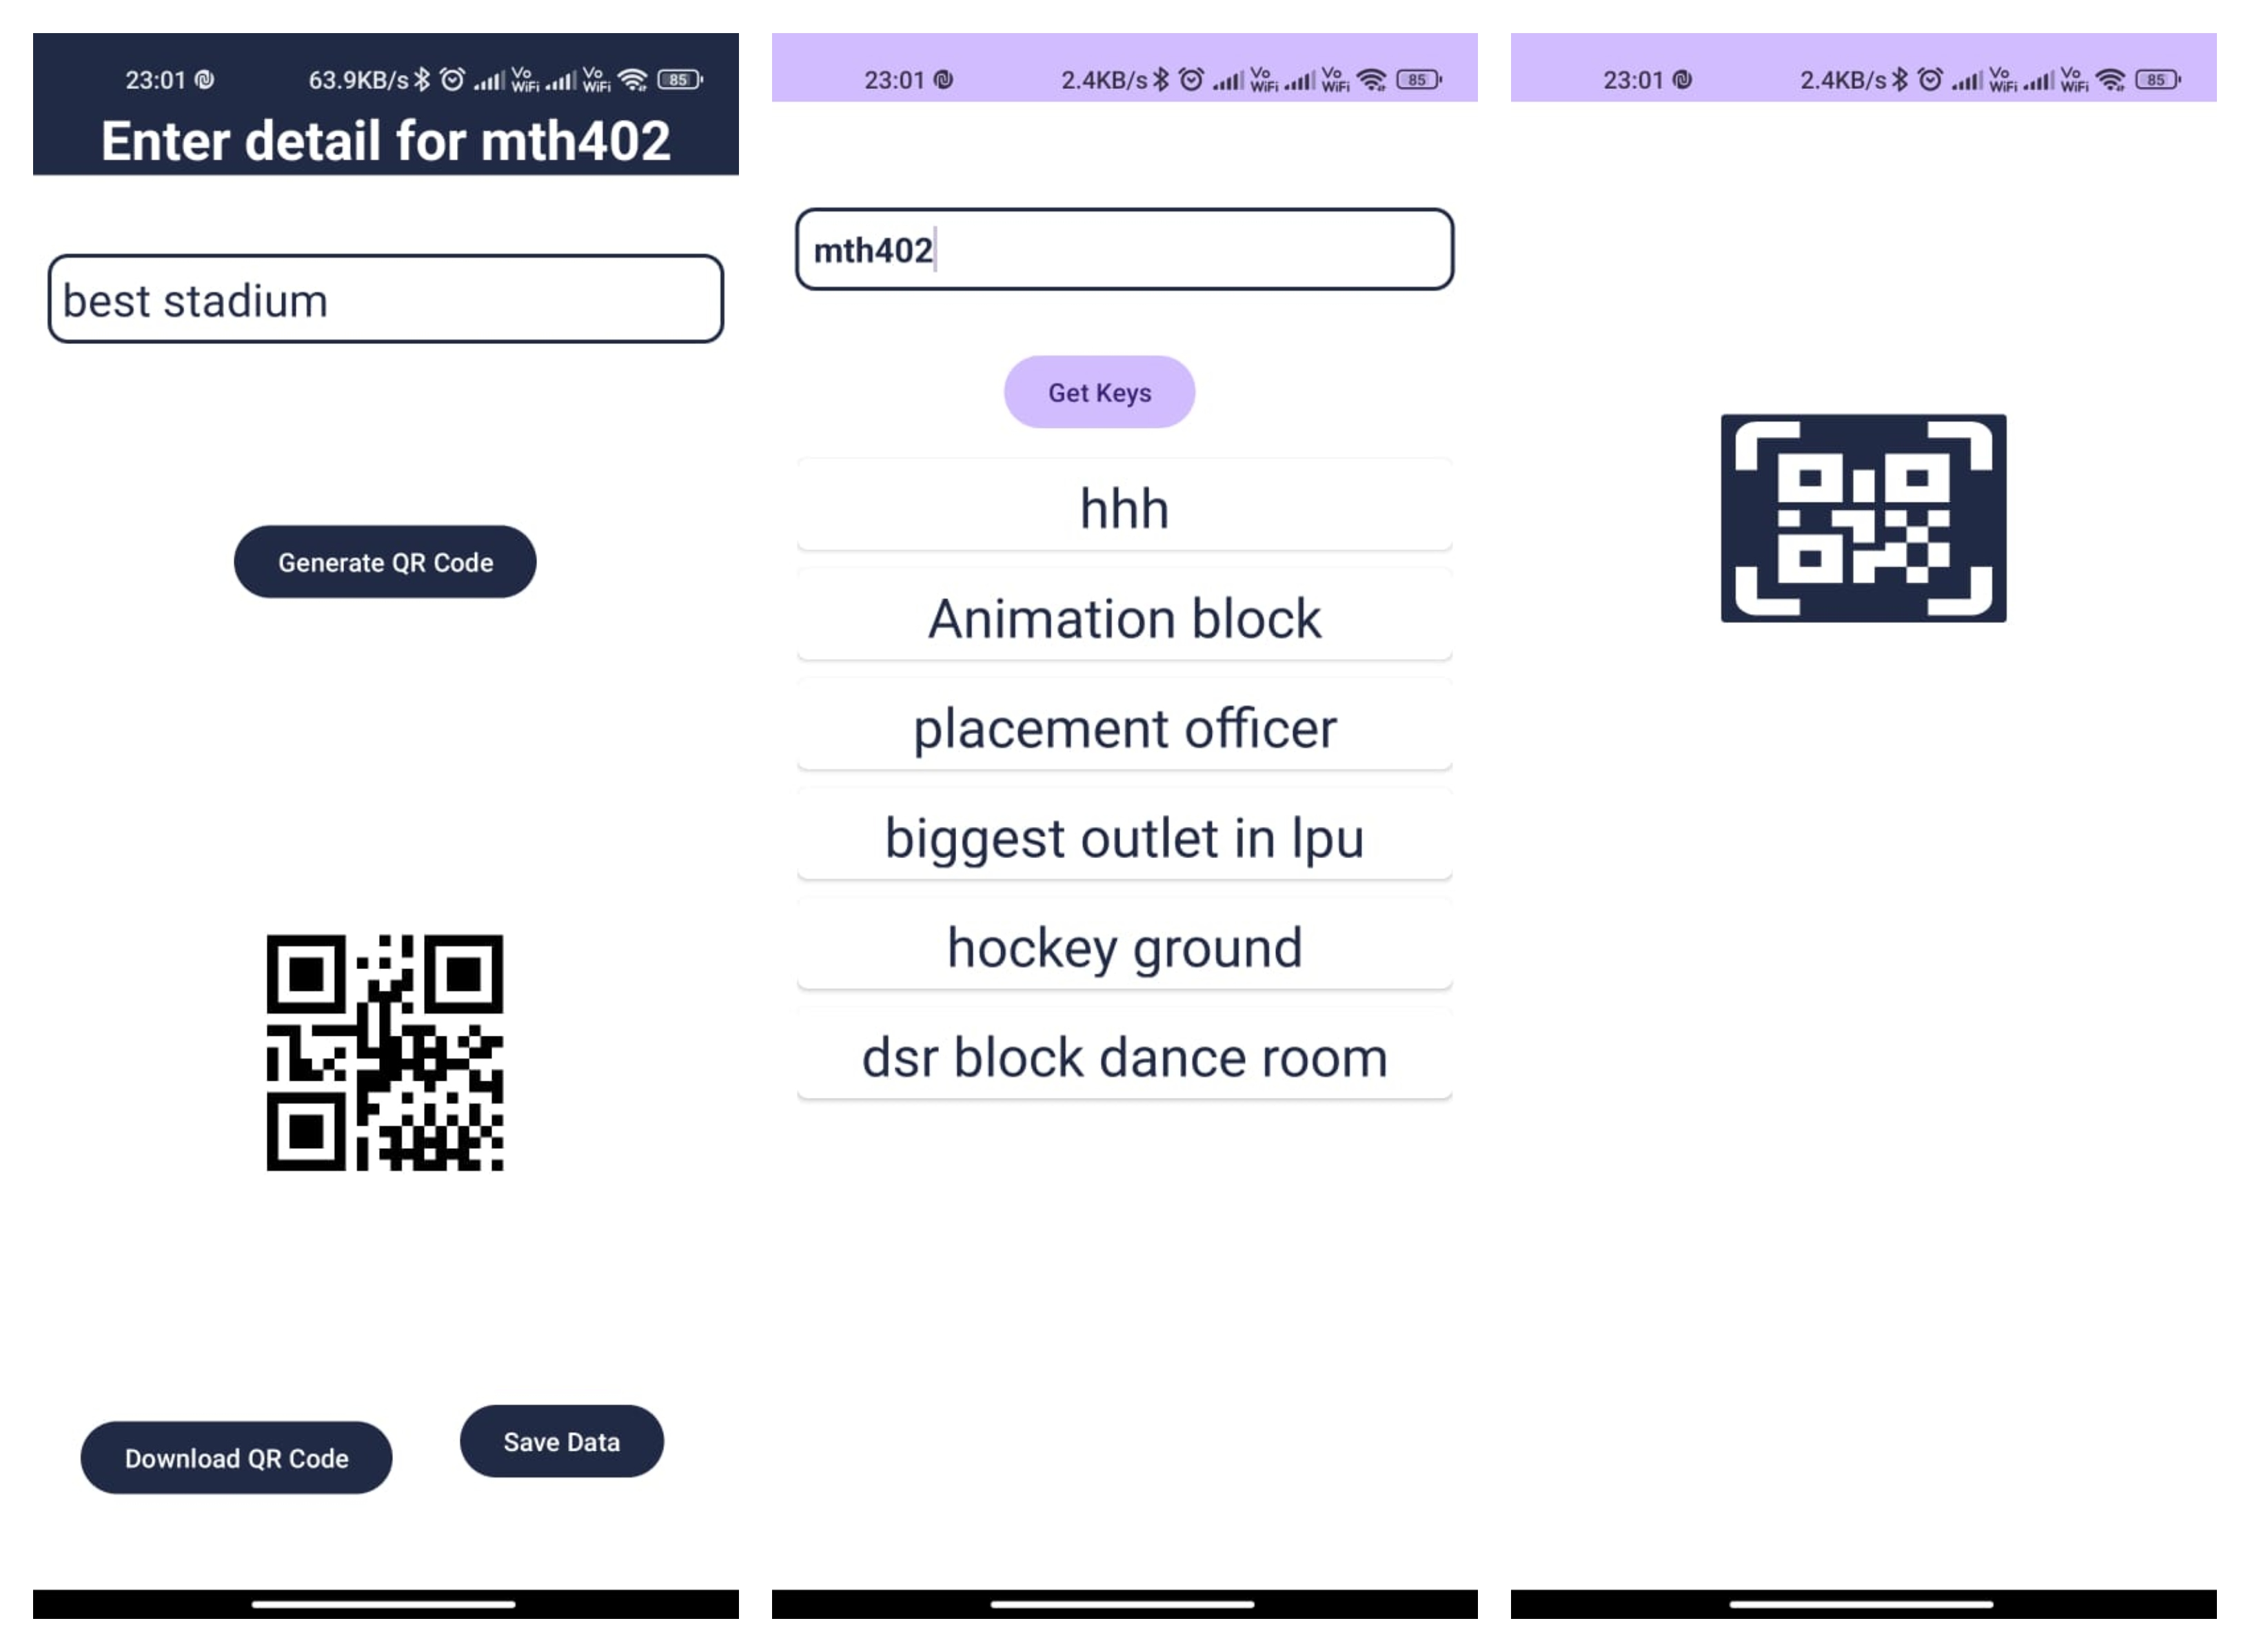 23:01 63.9KB/s Vo WiFi Vo WiFi 85
Enter detail for mth402
best stadium
Generate QR Code
Download QR Code
Save Data
23:01 2.4KB/s Vo WiFi Vo WiFi 85
mth402
Get Keys
hhh
Animation block
placement officer
biggest outlet in lpu
hockey ground
dsr block dance room
23:01 2.4KB/s Vo WiFi Vo WiFi 85